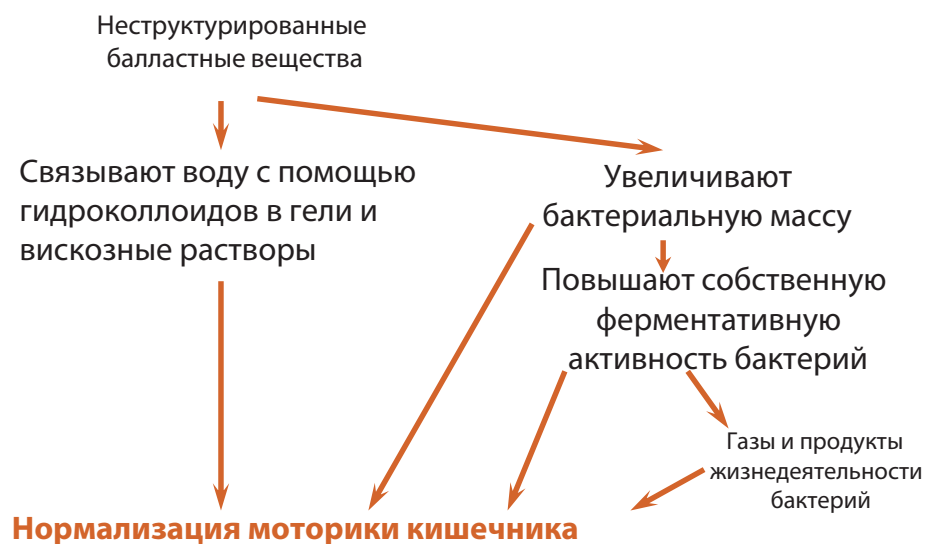 Неструктурированные
балластные вещества
Связывают воду с помощью
гидроколлоидов в гели и
вискозные растворы
Увеличивают
бактериальную массу
Повышают собственную
ферментативную
активность бактерий
Газы и продукты
жизнедеятельности
бактерий
Нормализация моторики кишечника